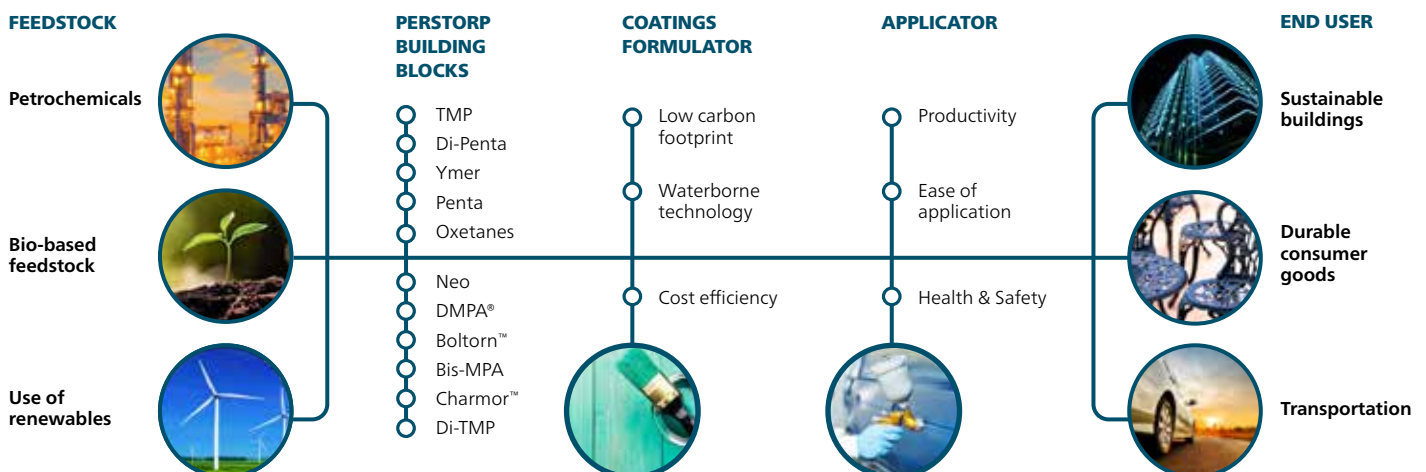 FEEDSTOCK
Petrochemicals
Bio-based
feedstock
Use of
renewables
PERSTORP
BUILDING
BLOCKS
TMP
Di-Penta
Ymer
Penta
Oxetanes
Neo
DMPA®
Boltorn™
Bis-MPA
Charmor™
Di-TMP
COATINGS
FORMULATOR
Low carbon
footprint
Waterborne
technology
Cost efficiency
APPLICATOR
Productivity
Ease of
application
Health & Safety
END USER
Sustainable
buildings
Durable
consumer
goods
Transportation